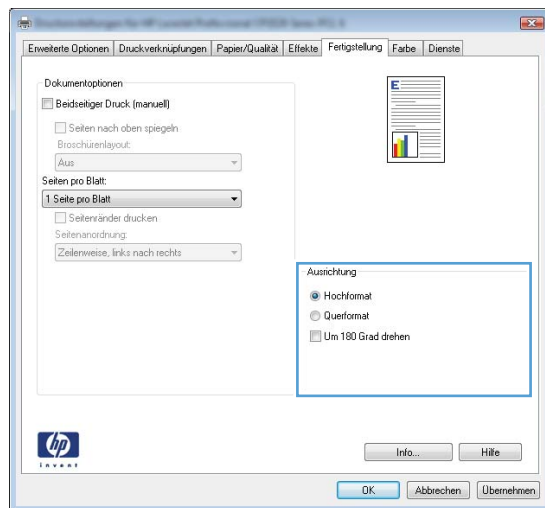 Erweiterte Optionen Druckverknüpfungen Papier/Qualität Effekte Fertigstellung Farbe Dienste
Dokumentoptionen
Beidseitiger Druck (manuell)
Seiten nach oben spiegeln
Broschürenlayout:
Aus
Seiten pro Blatt:
1 Seite pro Blatt
Seitenränder drucken
Seitenanordnung:
Zeilenweise, links nach rechts
E
Ausrichtung
Hochformat
Querformat
Um 180 Grad drehen
hp
invent
Info... Hilfe
OK Abbrechen Übernehmen